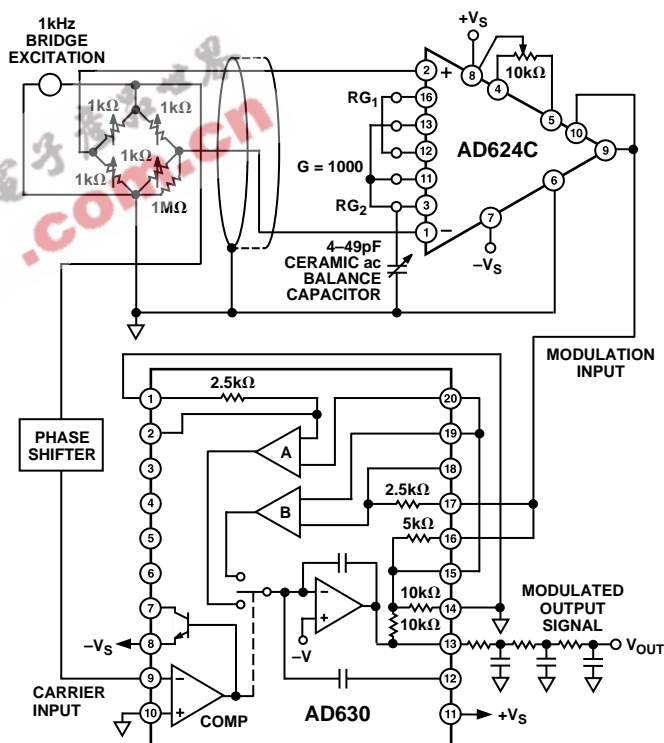 1kHz
BRIDGE
EXCITATION
1kΩ
1kΩ
1kΩ
1MΩ
.com.cn
+VS
10kΩ
2
+
8
4
5
10
9
6
7
–VS
16
13
12
11
3
1
–
RG1
G = 1000
RG2
AD624C
4–49pF
CERAMIC ac
BALANCE
CAPACITOR
MODULATION
INPUT
PHASE
SHIFTER
1
2
3
4
5
6
7
8
9
10
2.5kΩ
A
B
20
19
18
17
16
15
14
13
12
11
2.5kΩ
5kΩ
10kΩ
10kΩ
–
+
–V
–VS
CARRIER
INPUT
–
+
COMP
AD630
+VS
MODULATED
OUTPUT
SIGNAL
VOUT